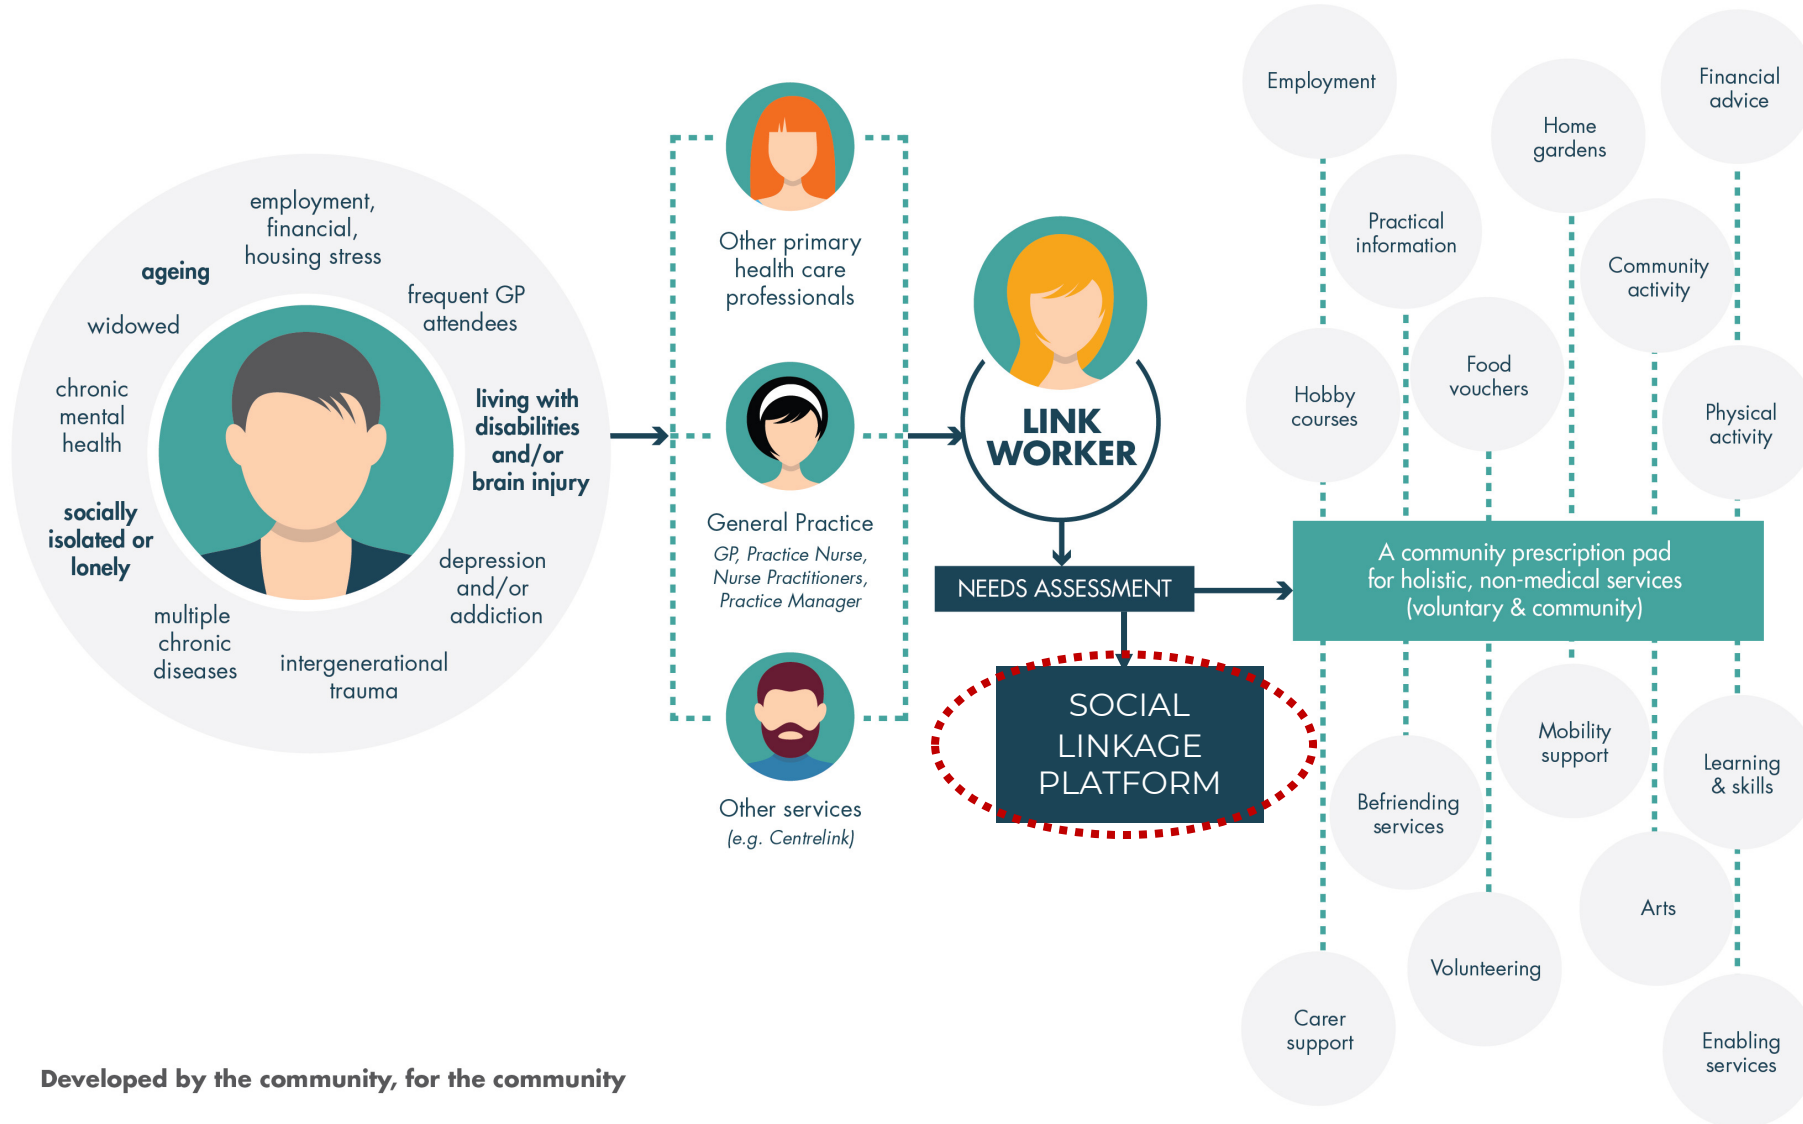 employment,
financial,
housing stress
ageing
frequent GP
attendees
widowed
chronic
mental
health
living with
disabilities
and/or
brain injury
socially
isolated or
lonely
depression
and/or
addiction
multiple
chronic
diseases
intergenerational
trauma
Other primary
health care
professionals
General Practice
GP, Practice Nurse,
Nurse Practitioners,
Practice Manager
Other services
(e.g. Centrelink)
LINK
WORKER
NEEDS ASSESSMENT
SOCIAL
LINKAGE
PLATFORM
Employment
Financial
advice
Home
gardens
Practical
information
Community
activity
Food
vouchers
Hobby
courses
Physical
activity
A community prescription pad
for holistic, non-medical services
(voluntary & community)
Mobility
support
Learning
& skills
Befriending
services
Arts
Volunteering
Carer
support
Enabling
services
Developed by the community, for the community